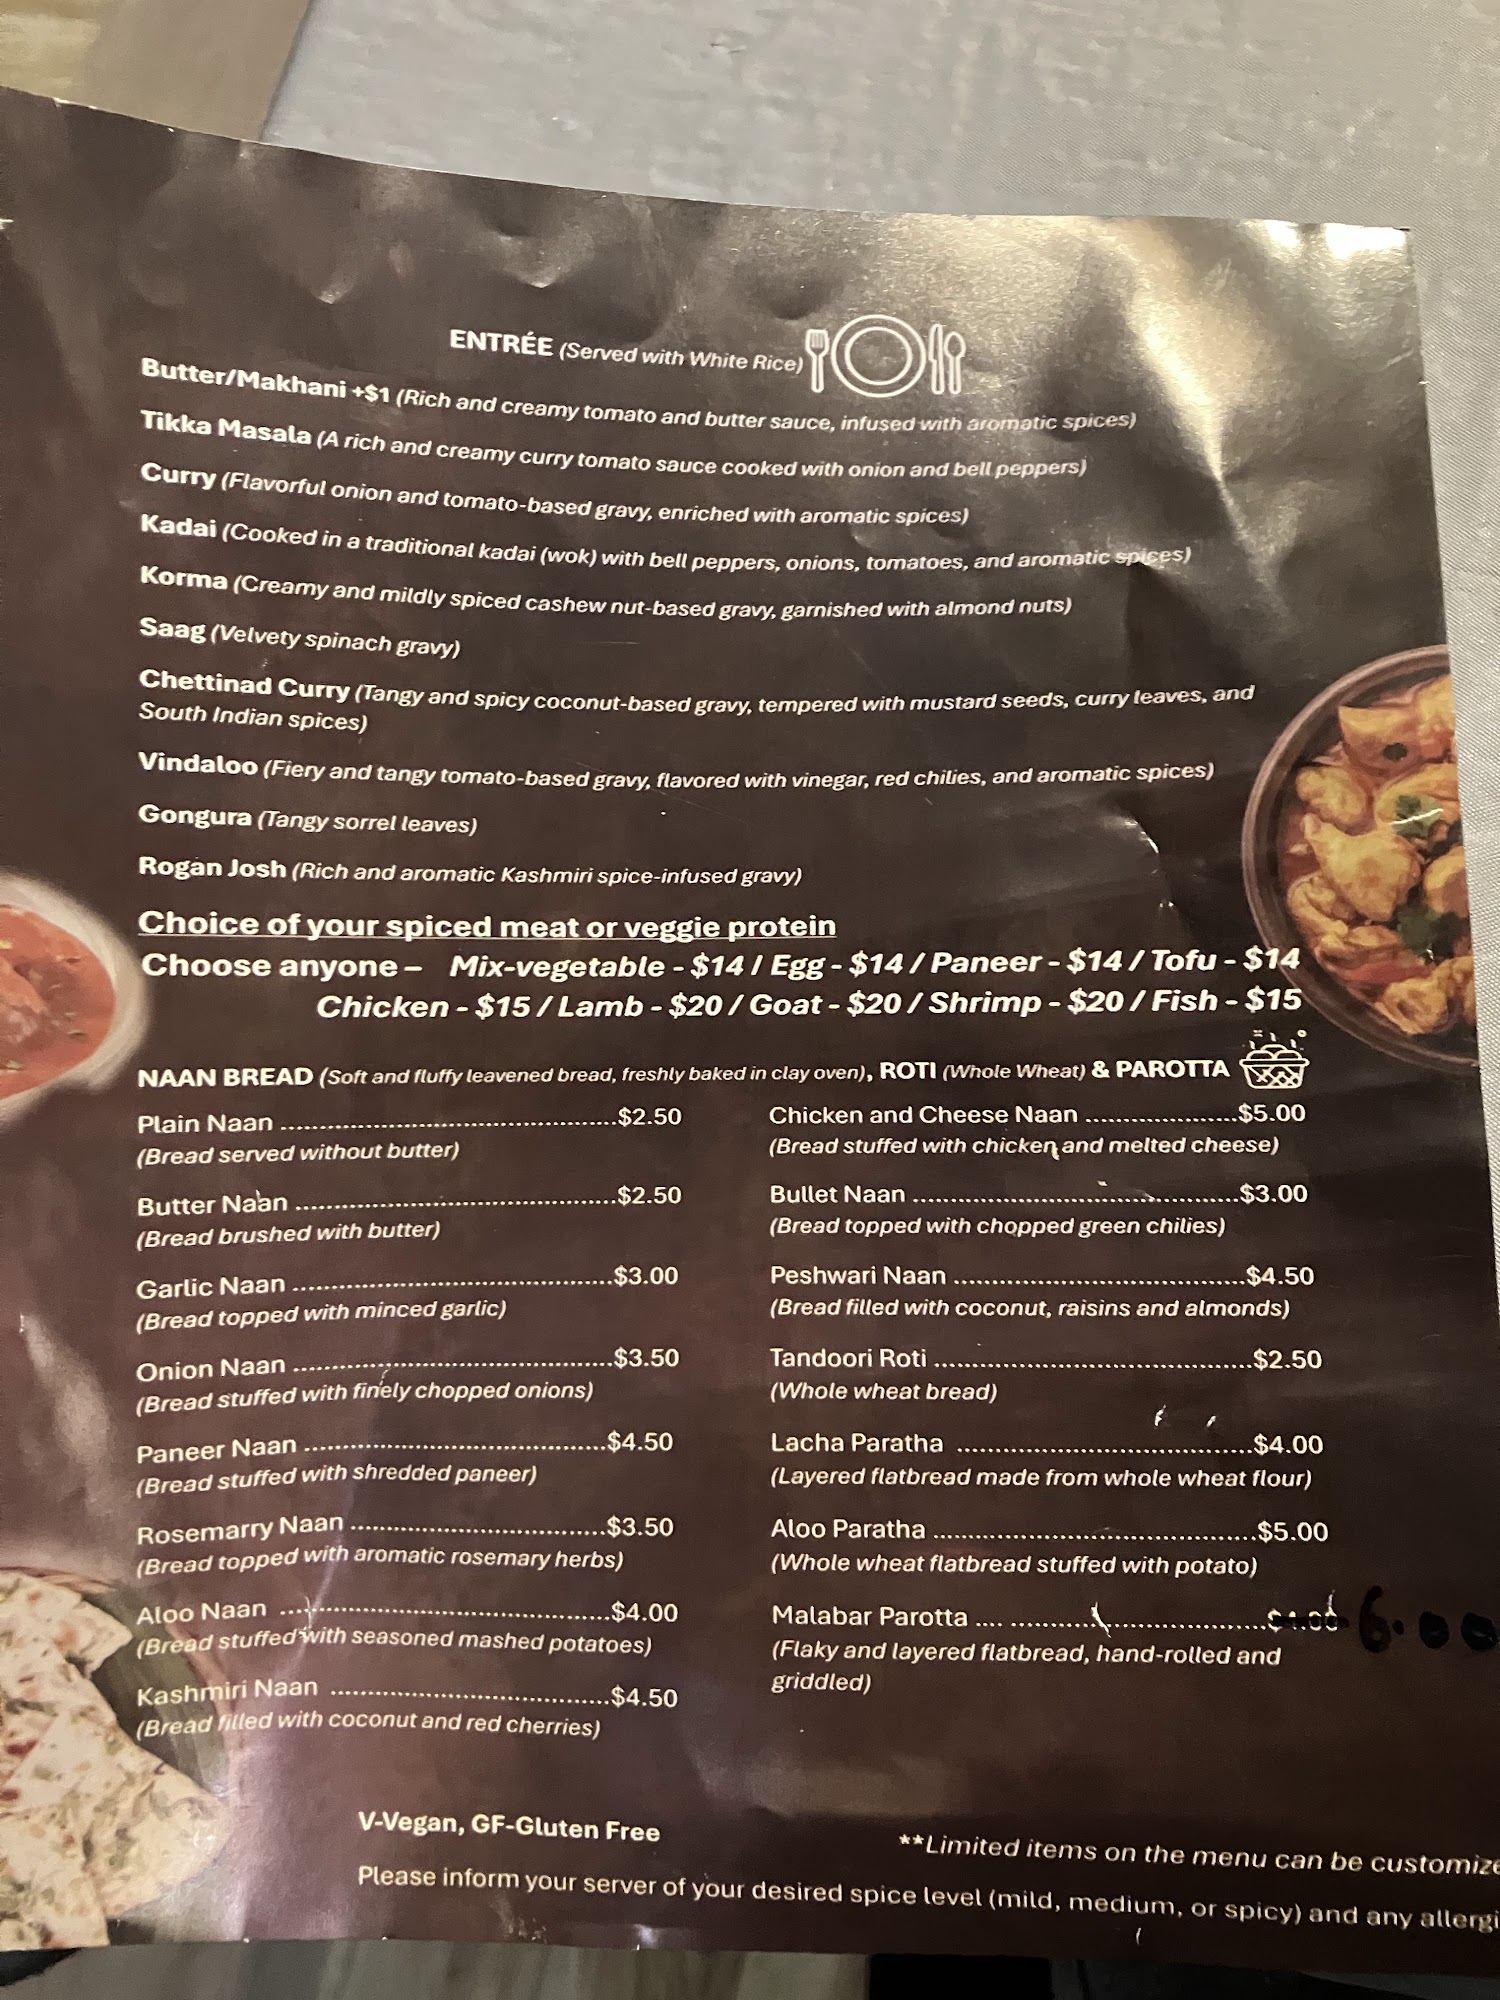 ENTRÉE (Served with White Rice)
Butter/Makhani +$1 (Rich and creamy tomato and butter sauce, infused with aromatic spices)
Tikka Masala (A rich and creamy curry tomato sauce cooked with onion and bell peppers)
Curry (Flavorful onion and tomato-based gravy, enriched with aromatic spices)
Kadai (Cooked in a traditional kadai (wok) with bell peppers, onions, tomatoes, and aromatic spices)
Korma (Creamy and mildly spiced cashew nut-based gravy, garnished with almond nuts)
Saag (Velvety spinach gravy)
Chettinad Curry (Tangy and spicy coconut-based gravy, tempered with mustard seeds, curry leaves, and
South Indian spices)
Vindaloo (Fiery and tangy tomato-based gravy, flavored with vinegar, red chilies, and aromatic spices)
Gongura (Tangy sorrel leaves)
Rogan Josh (Rich and aromatic Kashmiri spice-infused gravy)
Choice of your spiced meat or veggie protein
Choose anyone – Mix-vegetable - $14 / Egg - $14 / Paneer - $14 / Tofu - $14
Chicken - $15 / Lamb - $20 / Goat - $20 / Shrimp - $20 / Fish - $15
NAAN BREAD (Soft and fluffy leavened bread, freshly baked in clay oven), ROTI (Whole Wheat) & PAROTTA
Plain Naan ..........................................$2.50
(Bread served without butter)
Butter Naan ........................................$2.50
(Bread brushed with butter)
Garlic Naan ........................................$3.00
(Bread topped with minced garlic)
Onion Naan ........................................$3.50
(Bread stuffed with finely chopped onions)
Paneer Naan ......................................$4.50
(Bread stuffed with shredded paneer)
Rosemarry Naan ................................$3.50
(Bread topped with aromatic rosemary herbs)
Aloo Naan ..........................................$4.00
(Bread stuffed with seasoned mashed potatoes)
Kashmiri Naan ...................................$4.50
(Bread filled with coconut and red cherries)
Chicken and Cheese Naan ...................$5.00
(Bread stuffed with chicken and melted cheese)
Bullet Naan .........................................$3.00
(Bread topped with chopped green chilies)
Peshwari Naan ....................................$4.50
(Bread filled with coconut, raisins and almonds)
Tandoori Roti ........................................$2.50
(Whole wheat bread)
Lacha Paratha .....................................$4.00
(Layered flatbread made from whole wheat flour)
Aloo Paratha ........................................$5.00
(Whole wheat flatbread stuffed with potato)
Malabar Parotta .... ................................$4.00 6.00
(Flaky and layered flatbread, hand-rolled and
griddled)
V-Vegan, GF-Gluten Free
**Limited items on the menu can be customize
Please inform your server of your desired spice level (mild, medium, or spicy) and any allergi